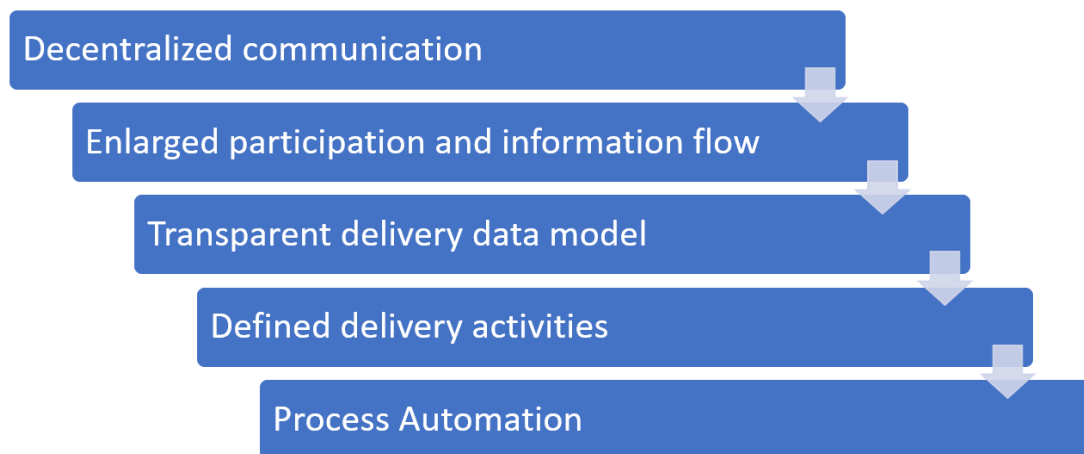 Decentralized communication
Enlarged participation and information flow
Transparent delivery data model
Defined delivery activities
Process Automation